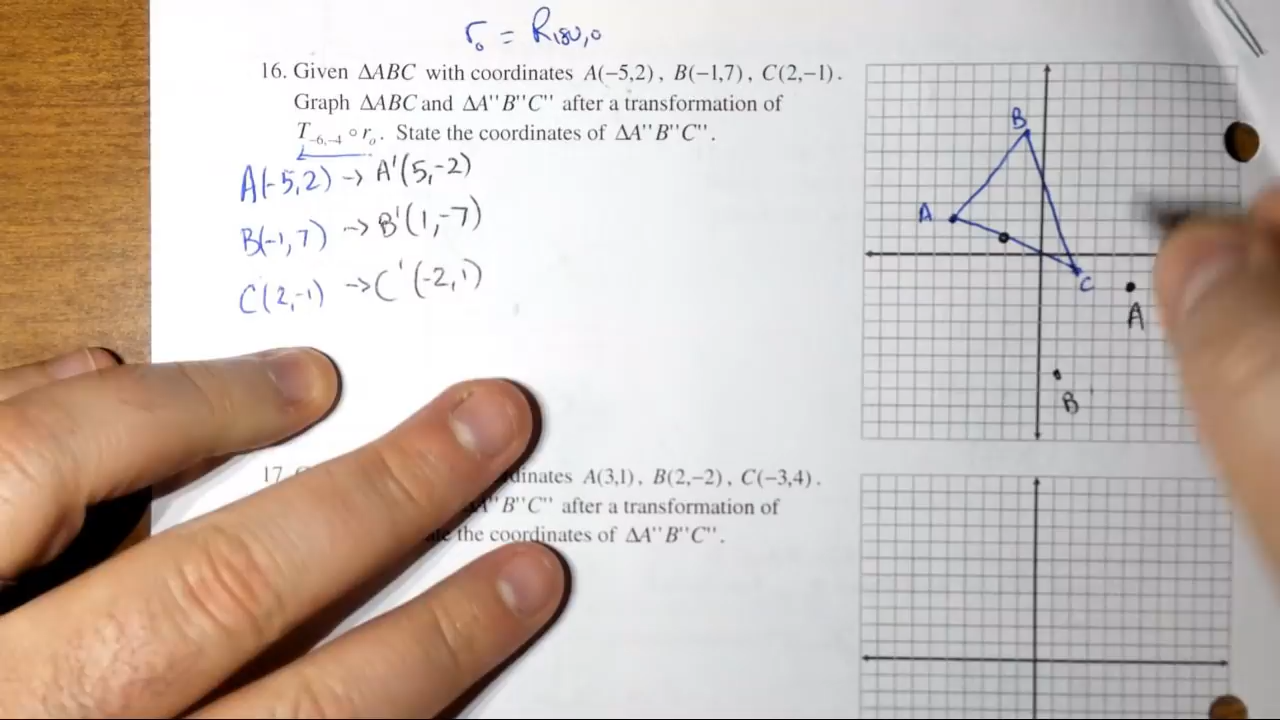 r₀ = R₁₈₀,₀
16. Given ΔABC with coordinates A(−5,2), B(−1,7), C(2,−1).
Graph ΔABC and ΔA''B''C'' after a transformation of
T₋₆,₋₄ ∘ rₒ. State the coordinates of ΔA''B''C''.
A(-5,2) → A'(5,-2)
B(-1,7) → B'(1,-7)
C(2,-1) → C'(-2,1)
B
A
C
A
B'
17.
dinates A(3,1), B(2,−2), C(−3,4).
A''B''C'' after a transformation of
the coordinates of ΔA''B''C''.